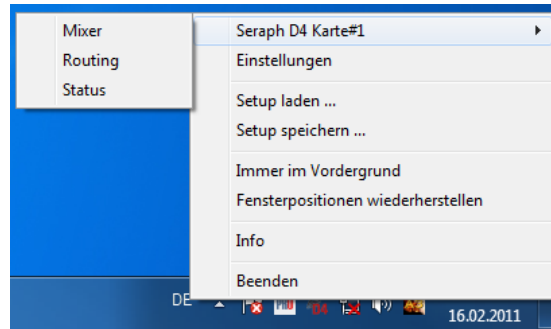 Mixer
Routing
Status
Seraph D4 Karte#1
Einstellungen
Setup laden ...
Setup speichern ...
Immer im Vordergrund
Fensterpositionen wiederherstellen
Info
Beenden
DE
D4
16.02.2011